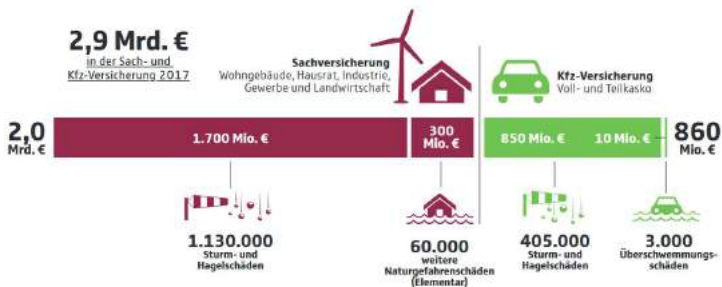 2,9 Mrd. €
in der Sach- und
Kfz-Versicherung 2017
Sachversicherung
Wohngebäude, Hausrat, Industrie,
Gewerbe und Landwirtschaft
Kfz-Versicherung
Voll- und Teilkasko
2,0
Mrd. €
1.700 Mio. €
300
Mio. €
850 Mio. €
10 Mio. €
860
Mio. €
1.130.000
Sturm- und
Hagelschäden
60.000
weitere
Naturgefahrenschäden
(Elementar)
405.000
Sturm- und
Hagelschäden
3.000
Überschwemmungs-
schäden